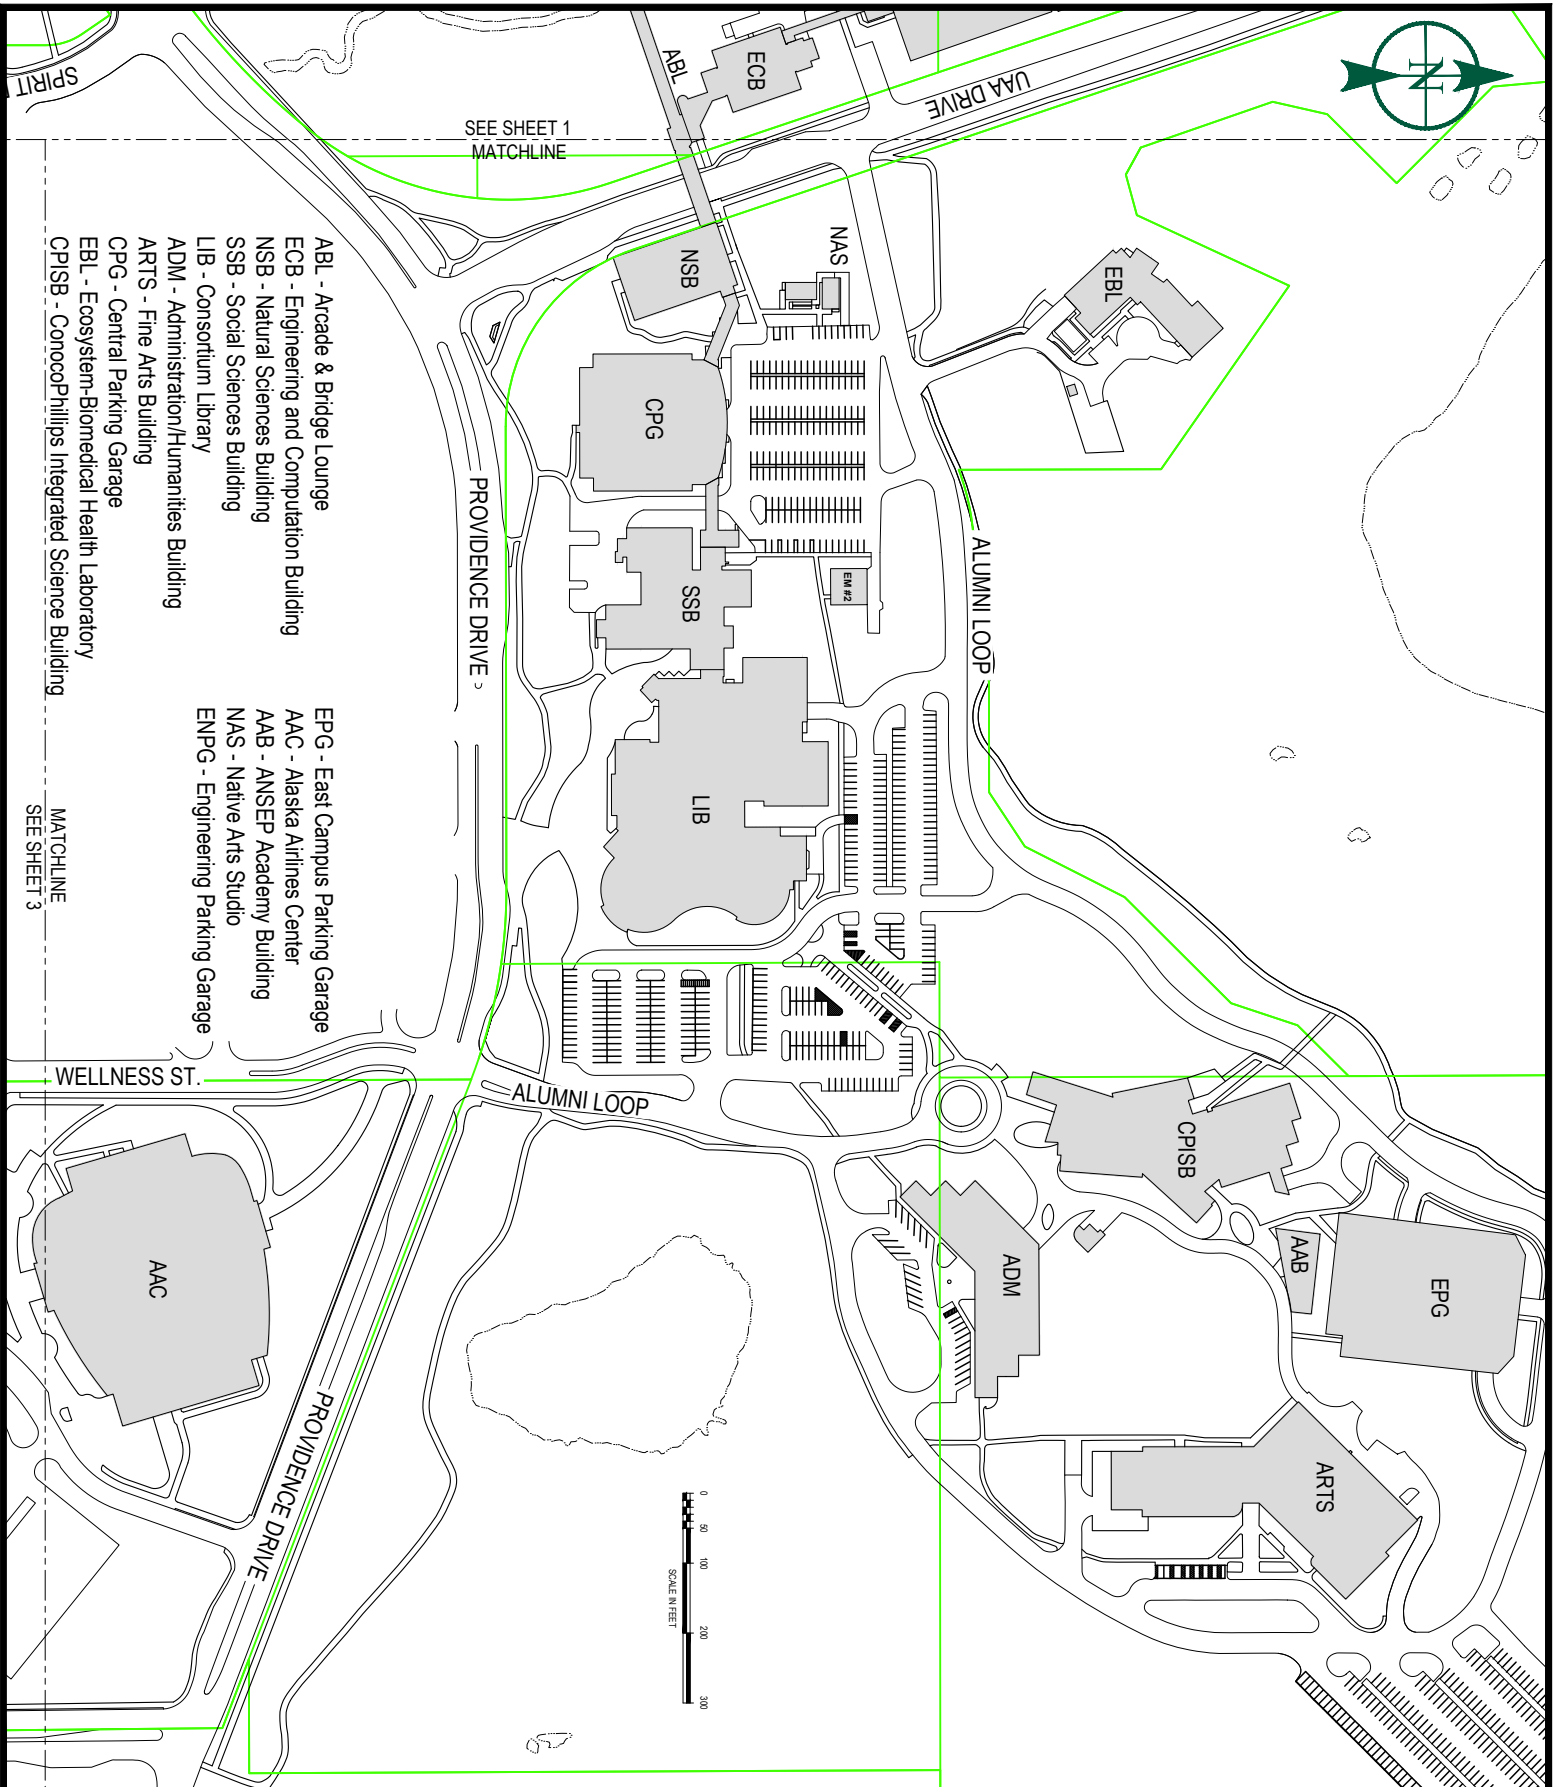 N
SPIRIT
ABL
ECB
UAA DRIVE
SEE SHEET 1
MATCHLINE
NSB
NAS
EBL
CPG
PROVIDENCE DRIVE
SSB
EM #2
ALUMNI LOOP
LIB
ABL - Arcade & Bridge Lounge
ECB - Engineering and Computation Building
NSB - Natural Sciences Building
SSB - Social Sciences Building
LIB - Consortium Library
ADM - Administration/Humanities Building
ARTS - Fine Arts Building
CPG - Central Parking Garage
EBL - Ecosystem-Biomedical Health Laboratory
CPISB - ConocoPhillips Integrated Science Building
EPG - East Campus Parking Garage
AAC - Alaska Airlines Center
AAB - ANSEP Academy Building
NAS - Native Arts Studio
ENPG - Engineering Parking Garage
MATCHLINE
SEE SHEET 3
WELLNESS ST.
ALUMNI LOOP
CPISB
AAC
ADM
AAB
EPG
PROVIDENCE DRIVE
ARTS
0 50 100 200 300
SCALE IN FEET